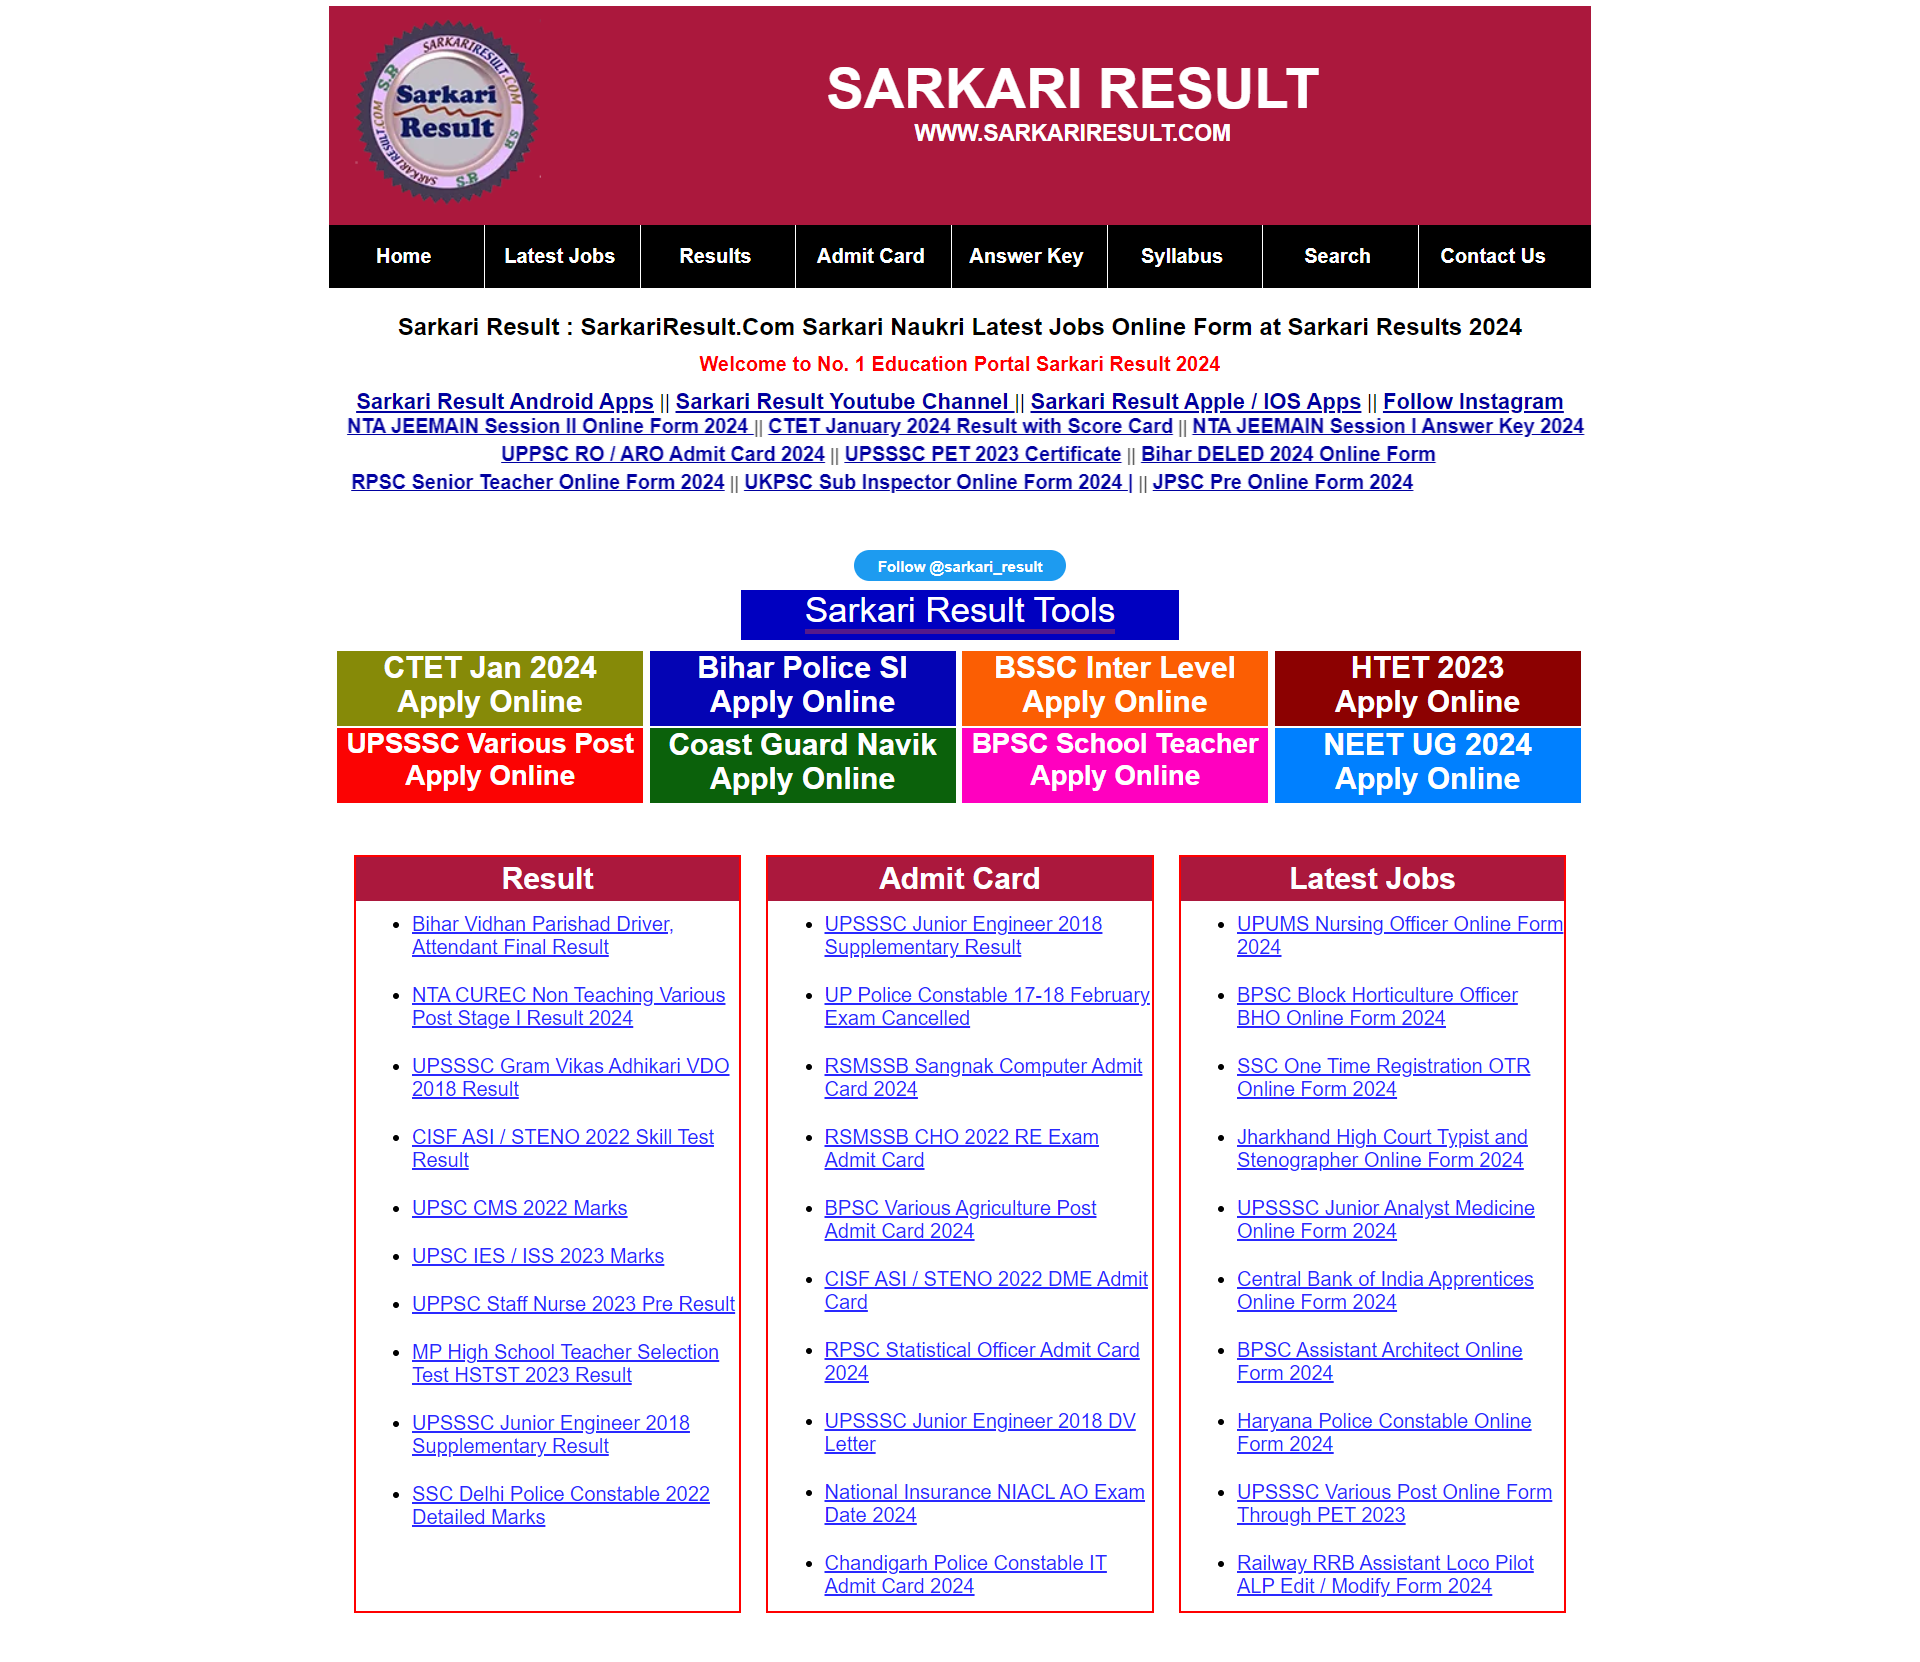 SARKARIRESULT.COM
S.R
Sarkari
Result
S.R
SARKARIRESULT.COM
S.R
SARKARI RESULT
WWW.SARKARIRESULT.COM
Home Latest Jobs Results Admit Card Answer Key Syllabus Search Contact Us
Sarkari Result : SarkariResult.Com Sarkari Naukri Latest Jobs Online Form at Sarkari Results 2024
Welcome to No. 1 Education Portal Sarkari Result 2024
Sarkari Result Android Apps || Sarkari Result Youtube Channel || Sarkari Result Apple / IOS Apps || Follow Instagram
NTA JEEMAIN Session II Online Form 2024 || CTET January 2024 Result with Score Card || NTA JEEMAIN Session I Answer Key 2024
UPPSC RO / ARO Admit Card 2024 || UPSSSC PET 2023 Certificate || Bihar DELED 2024 Online Form
RPSC Senior Teacher Online Form 2024 || UKPSC Sub Inspector Online Form 2024 | || JPSC Pre Online Form 2024
Follow @sarkari_result
Sarkari Result Tools
CTET Jan 2024
Apply Online
Bihar Police SI
Apply Online
BSSC Inter Level
Apply Online
HTET 2023
Apply Online
UPSSSC Various Post
Apply Online
Coast Guard Navik
Apply Online
BPSC School Teacher
Apply Online
NEET UG 2024
Apply Online
Result
Bihar Vidhan Parishad Driver,
Attendant Final Result
NTA CUREC Non Teaching Various
Post Stage I Result 2024
UPSSSC Gram Vikas Adhikari VDO
2018 Result
CISF ASI / STENO 2022 Skill Test
Result
UPSC CMS 2022 Marks
UPSC IES / ISS 2023 Marks
UPPSC Staff Nurse 2023 Pre Result
MP High School Teacher Selection
Test HSTST 2023 Result
UPSSSC Junior Engineer 2018
Supplementary Result
SSC Delhi Police Constable 2022
Detailed Marks
Admit Card
UPSSSC Junior Engineer 2018
Supplementary Result
UP Police Constable 17-18 February
Exam Cancelled
RSMSSB Sangnak Computer Admit
Card 2024
RSMSSB CHO 2022 RE Exam
Admit Card
BPSC Various Agriculture Post
Admit Card 2024
CISF ASI / STENO 2022 DME Admit
Card
RPSC Statistical Officer Admit Card
2024
UPSSSC Junior Engineer 2018 DV
Letter
National Insurance NIACL AO Exam
Date 2024
Chandigarh Police Constable IT
Admit Card 2024
Latest Jobs
UPUMS Nursing Officer Online Form
2024
BPSC Block Horticulture Officer
BHO Online Form 2024
SSC One Time Registration OTR
Online Form 2024
Jharkhand High Court Typist and
Stenographer Online Form 2024
UPSSSC Junior Analyst Medicine
Online Form 2024
Central Bank of India Apprentices
Online Form 2024
BPSC Assistant Architect Online
Form 2024
Haryana Police Constable Online
Form 2024
UPSSSC Various Post Online Form
Through PET 2023
Railway RRB Assistant Loco Pilot
ALP Edit / Modify Form 2024